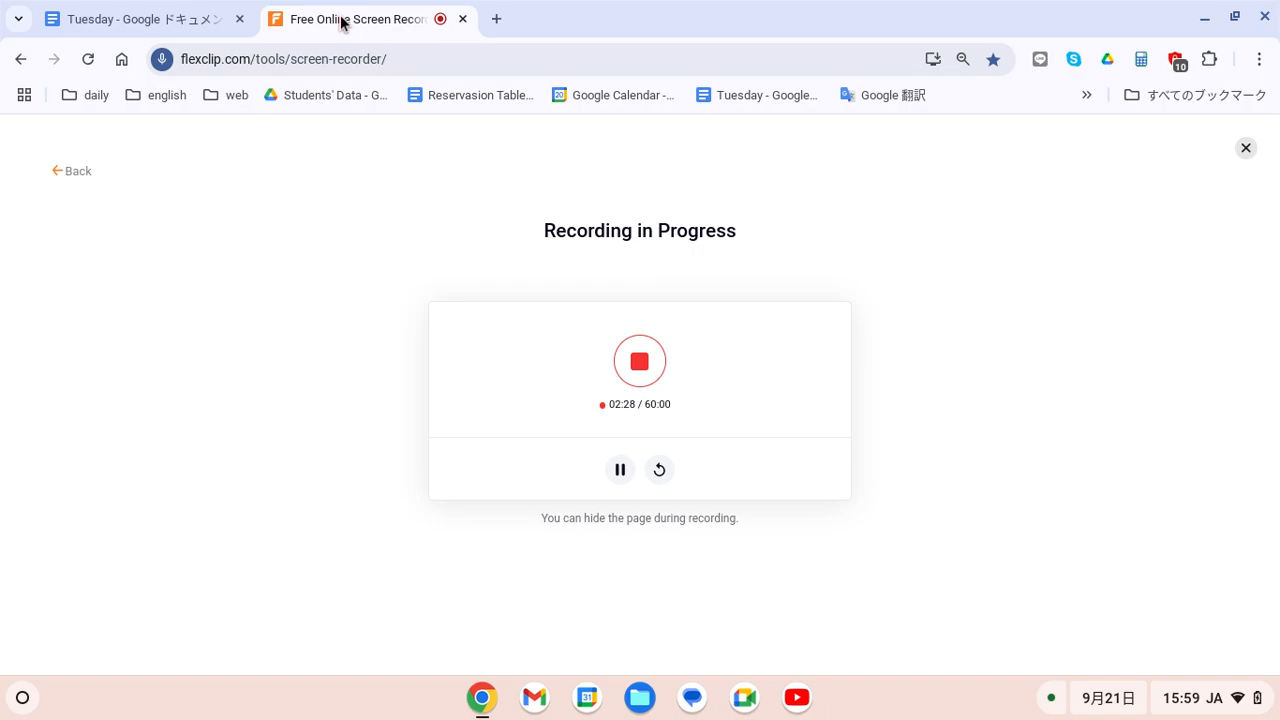 Tuesday - Google ドキュメン
Free Online Screen Recor
flexclip.com/tools/screen-recorder/
10
daily
english
web
Students' Data - G...
Reservasion Table...
Google Calendar -...
Tuesday - Google...
Google 翻訳
»
すべてのブックマーク
Back
Recording in Progress
02:28 / 60:00
You can hide the page during recording.
31
9月21日
15:59 JA